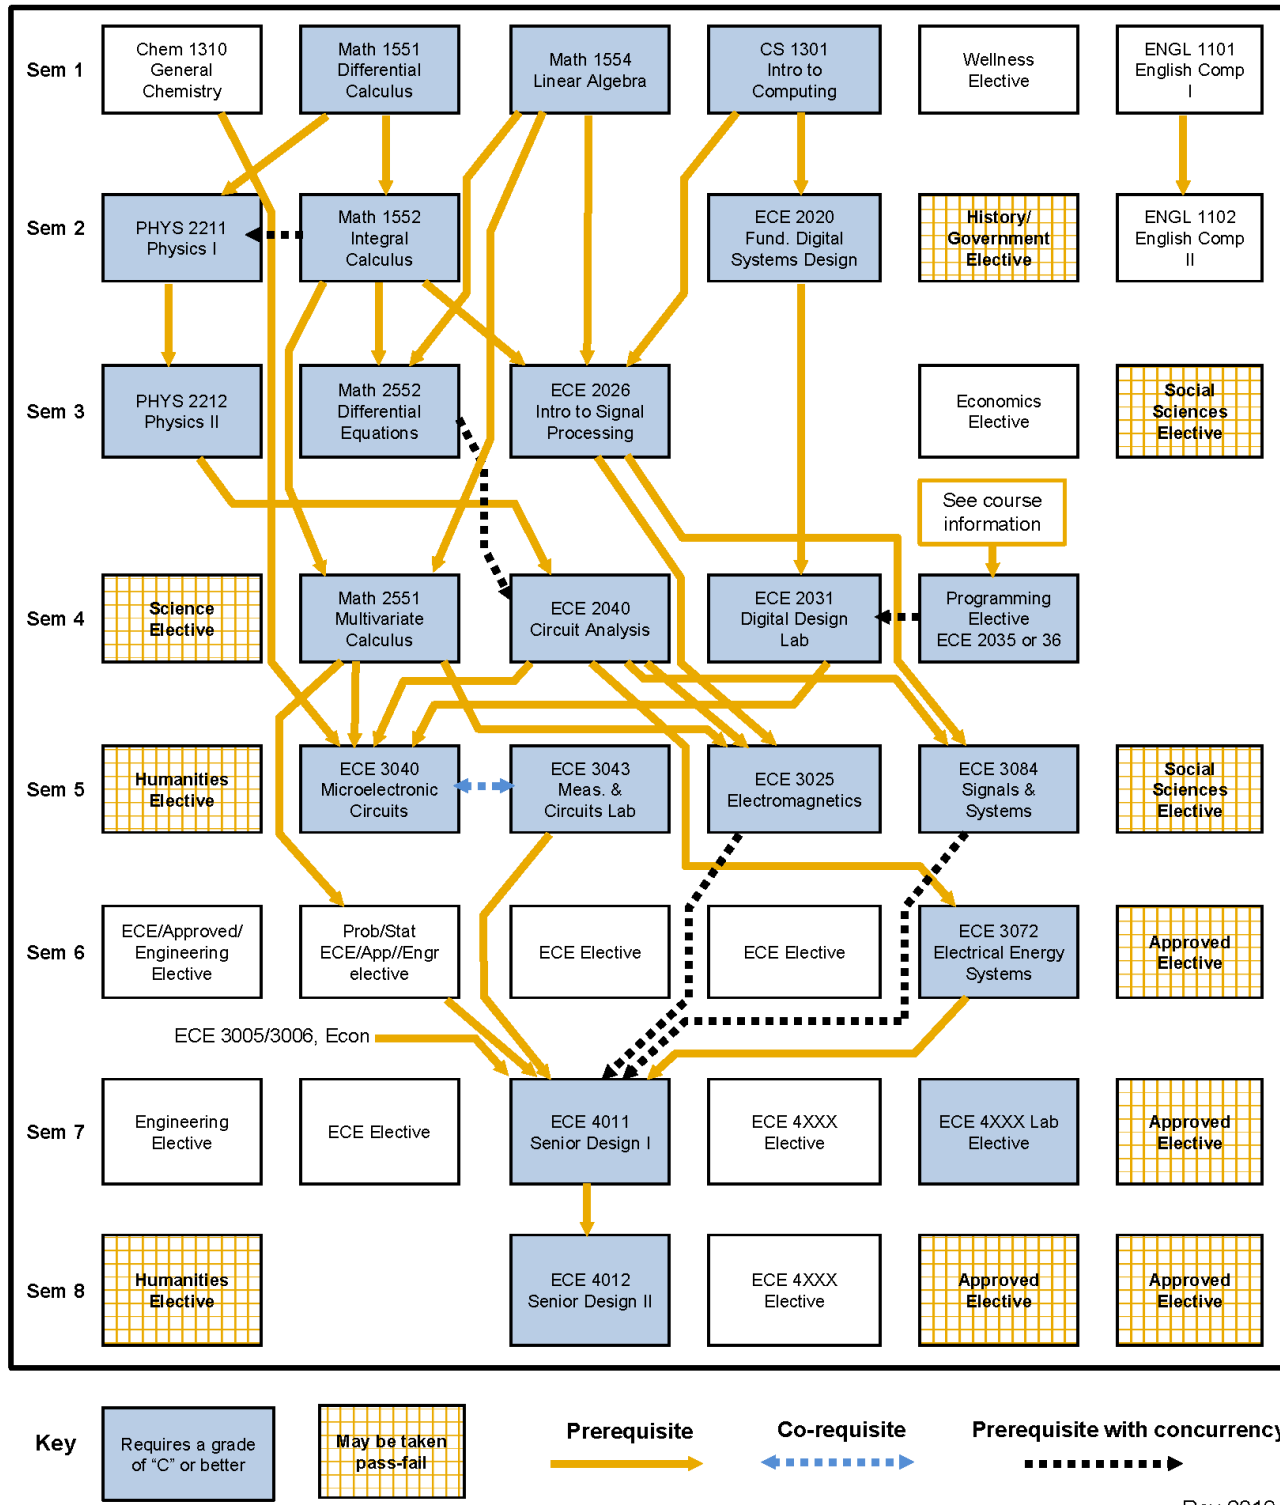 Sem 1
Chem 1310
General
Chemistry
Math 1551
Differential
Calculus
Math 1554
Linear Algebra
CS 1301
Intro to
Computing
Wellness
Elective
ENGL 1101
English Comp
I
Sem 2
PHYS 2211
Physics I
Math 1552
Integral
Calculus
ECE 2020
Fund. Digital
Systems Design
History/
Government
Elective
ENGL 1102
English Comp
II
Sem 3
PHYS 2212
Physics II
Math 2552
Differential
Equations
ECE 2026
Intro to Signal
Processing
Economics
Elective
Social
Sciences
Elective
See course
information
Sem 4
Science
Elective
Math 2551
Multivariate
Calculus
ECE 2040
Circuit Analysis
ECE 2031
Digital Design
Lab
Programming
Elective
ECE 2035 or 36
Sem 5
Humanities
Elective
ECE 3040
Microelectronic
Circuits
ECE 3043
Meas. &
Circuits Lab
ECE 3025
Electromagnetics
ECE 3084
Signals &
Systems
Social
Sciences
Elective
Sem 6
ECE/Approved/
Engineering
Elective
Prob/Stat
ECE/App//Engr
elective
ECE Elective
ECE Elective
ECE 3072
Electrical Energy
Systems
Approved
Elective
ECE 3005/3006, Econ
Sem 7
Engineering
Elective
ECE Elective
ECE 4011
Senior Design I
ECE 4XXX
Elective
ECE 4XXX Lab
Elective
Approved
Elective
Sem 8
Humanities
Elective
ECE 4012
Senior Design II
ECE 4XXX
Elective
Approved
Elective
Approved
Elective
Key
Requires a grade
of “C” or better
May be taken
pass-fail
Prerequisite
Co-requisite
Prerequisite with concurrency